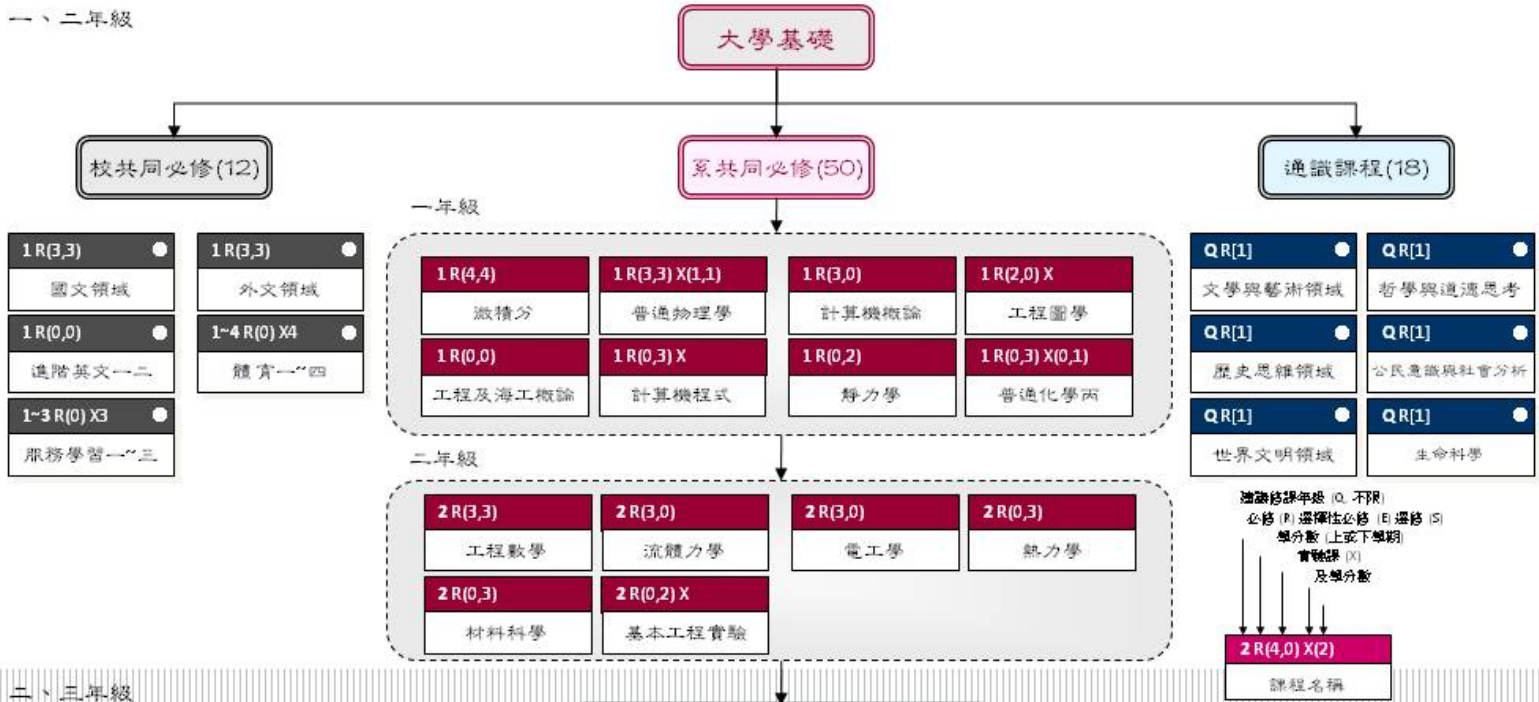 一、二年級
大學基礎
校共同必修(12)
系共同必修(50)
通識課程(18)
1 R(3,3)
國文領域
1 R(3,3)
外文領域
1 R(0,0)
進階英文一二
1~4 R(0) X4
體育一~四
1~3 R(0) X3
服務學習一~三
一年級
1 R(4,4)
微積分
1 R(3,3) X(1,1)
普通物理學
1 R(3,0)
計算機概論
1 R(2,0) X
工程圖學
1 R(0,0)
工程及海工概論
1 R(0,3) X
計算機程式
1 R(0,2)
靜力學
1 R(0,3) X(0,1)
普通化學丙
二年級
2 R(3,3)
工程數學
2 R(3,0)
流體力學
2 R(3,0)
電工學
2 R(0,3)
熱力學
2 R(0,3)
材料科學
2 R(0,2) X
基本工程實驗
Q R[1]
文學與藝術領域
Q R[1]
哲學與道德思考
Q R[1]
歷史思維領域
Q R[1]
公民意識與社會分析
Q R[1]
世界文明領域
Q R[1]
生命科學
建議修課年級 (Q, 不限)
必修 (R) 選擇性必修 (E) 選修 (S)
學分數 (上或下學期)
實驗課 (X)
及學分數
2 R(4,0) X(2)
課程名稱
二、三年級